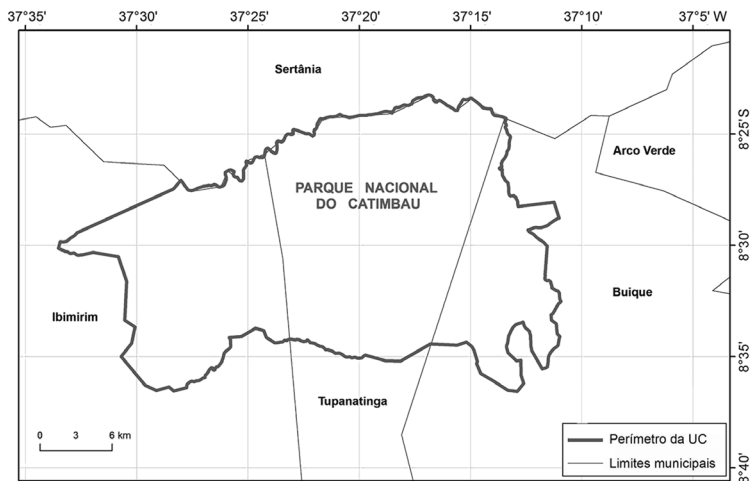 37°35' 37°30' 37°25' 37°20' 37°15' 37°10' 37°5' W
Sertânia
8°25'S
Arco Verde
PARQUE NACIONAL
DO CATIMBAU
8°30'
Buique
Ibimirim
8°35'
Tupanatinga
0 3 6 km
Perímetro da UC
Limites municipais
8°40'